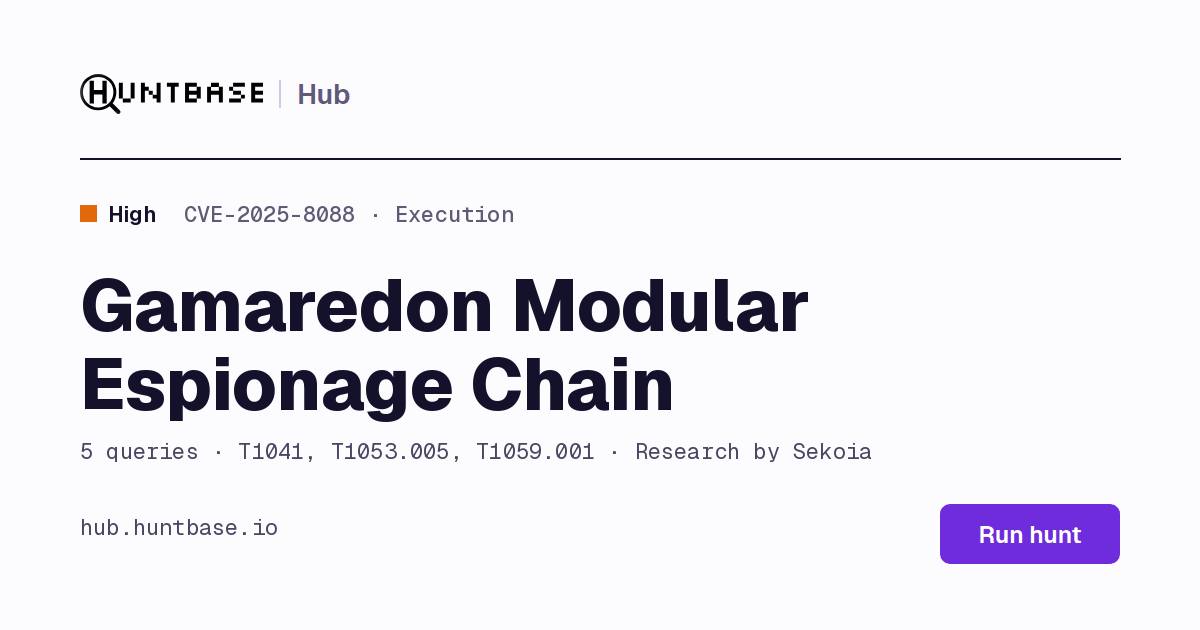 HUNTBASE Hub
High CVE-2025-8088 · Execution
Gamaredon Modular
Espionage Chain
5 queries · T1041, T1053.005, T1059.001 · Research by Sekoia
hub.huntbase.io
Run hunt